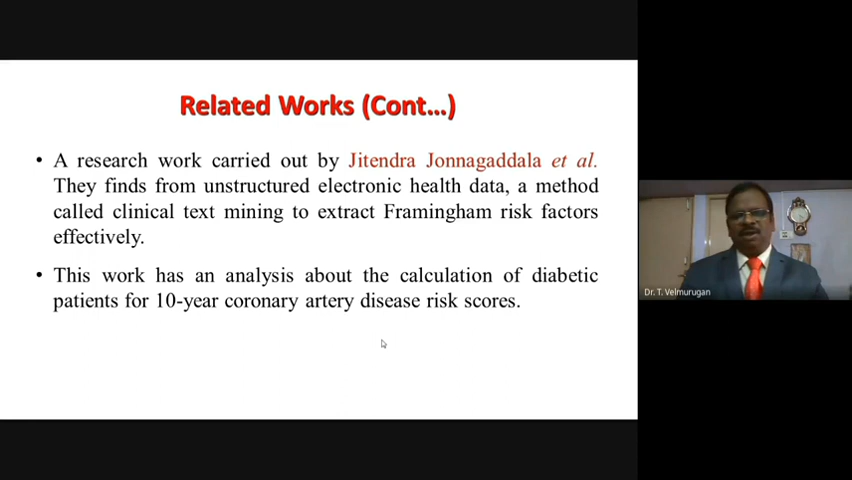 Related Works (Cont...)
• A research work carried out by Jitendra Jonnagaddala et al.
They finds from unstructured electronic health data, a method
called clinical text mining to extract Framingham risk factors
effectively.
• This work has an analysis about the calculation of diabetic
patients for 10-year coronary artery disease risk scores.
Dr. T. Velmurugan